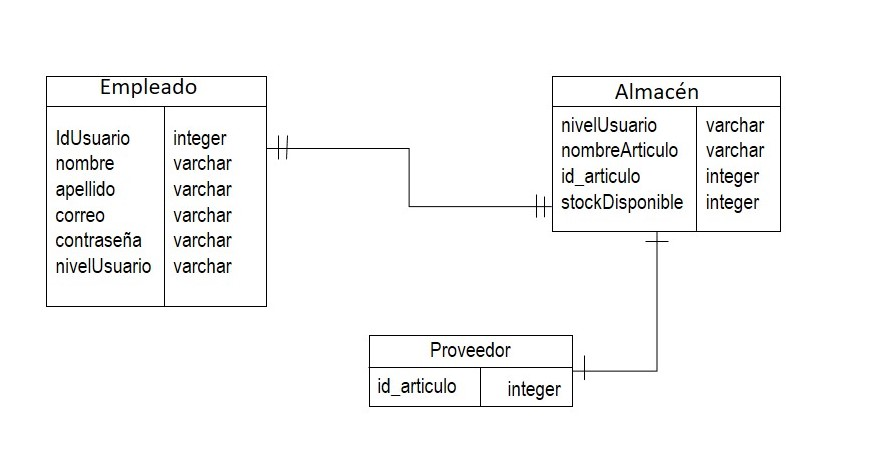 Empleado
IdUsuario integer
nombre varchar
apellido varchar
correo varchar
contraseña varchar
nivelUsuario varchar
Almacén
nivelUsuario varchar
nombreArticulo varchar
id_articulo integer
stockDisponible integer
Proveedor
id_articulo integer